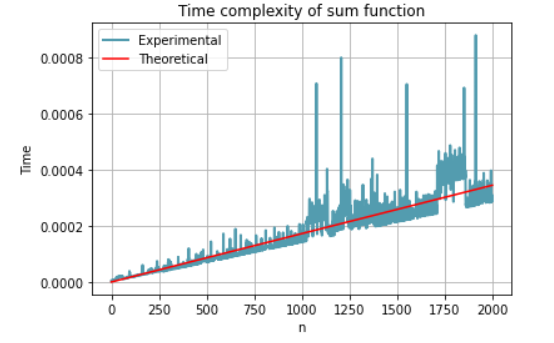 Time complexity of sum function
Experimental
Theoretical
Time
0.0008
0.0006
0.0004
0.0002
0.0000
0 250 500 750 1000 1250 1500 1750 2000
n